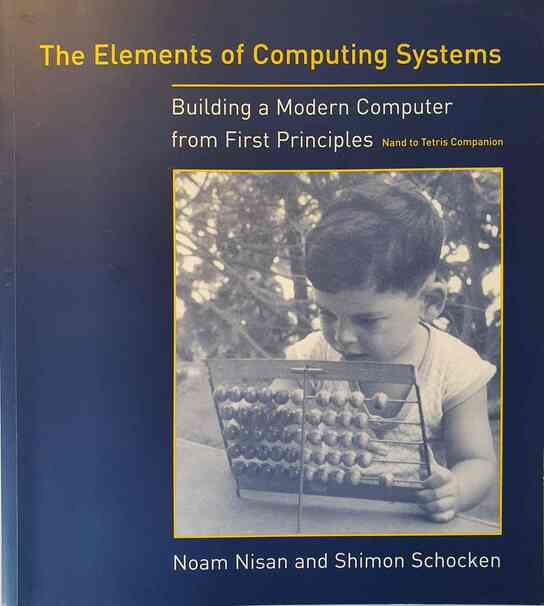 The Elements of Computing Systems
Building a Modern Computer
from First Principles Nand to Tetris Companion
Noam Nisan and Shimon Schocken